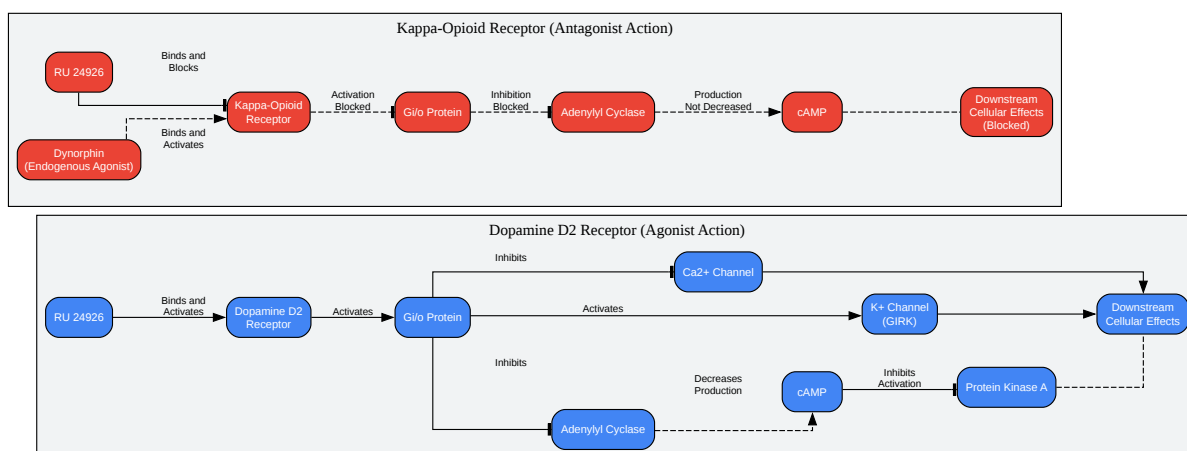 Kappa-Opioid Receptor (Antagonist Action)
RU 24926
Binds and
Blocks
Dynorphin
(Endogenous Agonist)
Binds and
Activates
Kappa-Opioid
Receptor
Activation
Blocked
Gi/o Protein
Inhibition
Blocked
Adenylyl Cyclase
Production
Not Decreased
cAMP
Downstream
Cellular Effects
(Blocked)
Dopamine D2 Receptor (Agonist Action)
RU 24926
Binds and
Activates
Dopamine D2
Receptor
Activates
Gi/o Protein
Inhibits
Ca2+ Channel
Activates
K+ Channel
(GIRK)
Downstream
Cellular Effects
Inhibits
Adenylyl Cyclase
Decreases
Production
cAMP
Inhibits
Activation
Protein Kinase A